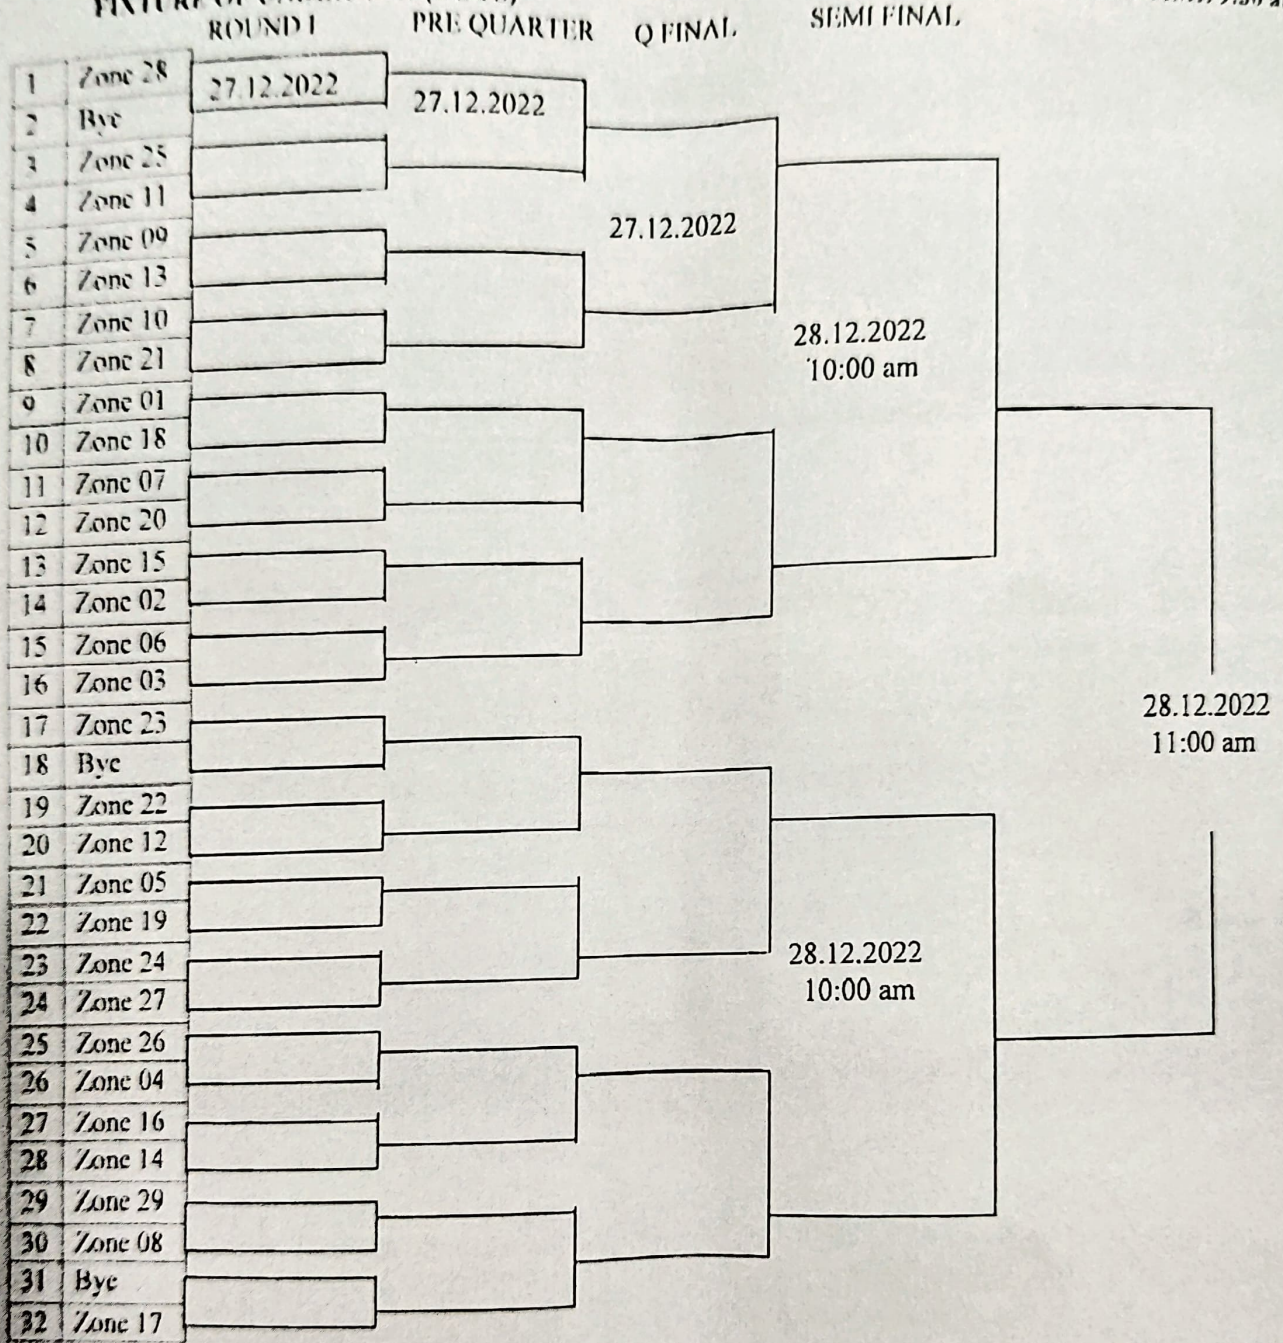 FIXTURE OF
ROUND I PRE QUARTER Q FINAL SEMI FINAL
1 Zone 28
27.12.2022
27.12.2022
2 Bye
3 Zone 25
4 Zone 11
5 Zone 09
27.12.2022
6 Zone 13
7 Zone 10
8 Zone 21
28.12.2022
10:00 am
9 Zone 01
10 Zone 18
11 Zone 07
12 Zone 20
13 Zone 15
14 Zone 02
15 Zone 06
16 Zone 03
17 Zone 23
28.12.2022
11:00 am
18 Bye
19 Zone 22
20 Zone 12
21 Zone 05
22 Zone 19
23 Zone 24
28.12.2022
10:00 am
24 Zone 27
25 Zone 26
26 Zone 04
27 Zone 16
28 Zone 14
29 Zone 29
30 Zone 08
31 Bye
32 Zone 17